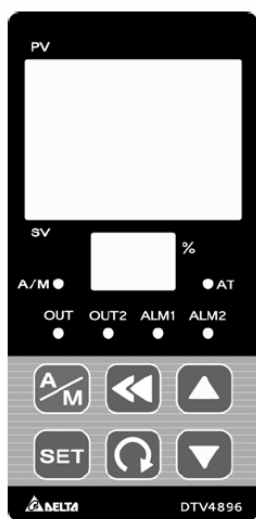 PV
SV
%
A/M AT
OUT OUT2 ALM1 ALM2
A/M
SET
DELTA DTV4896